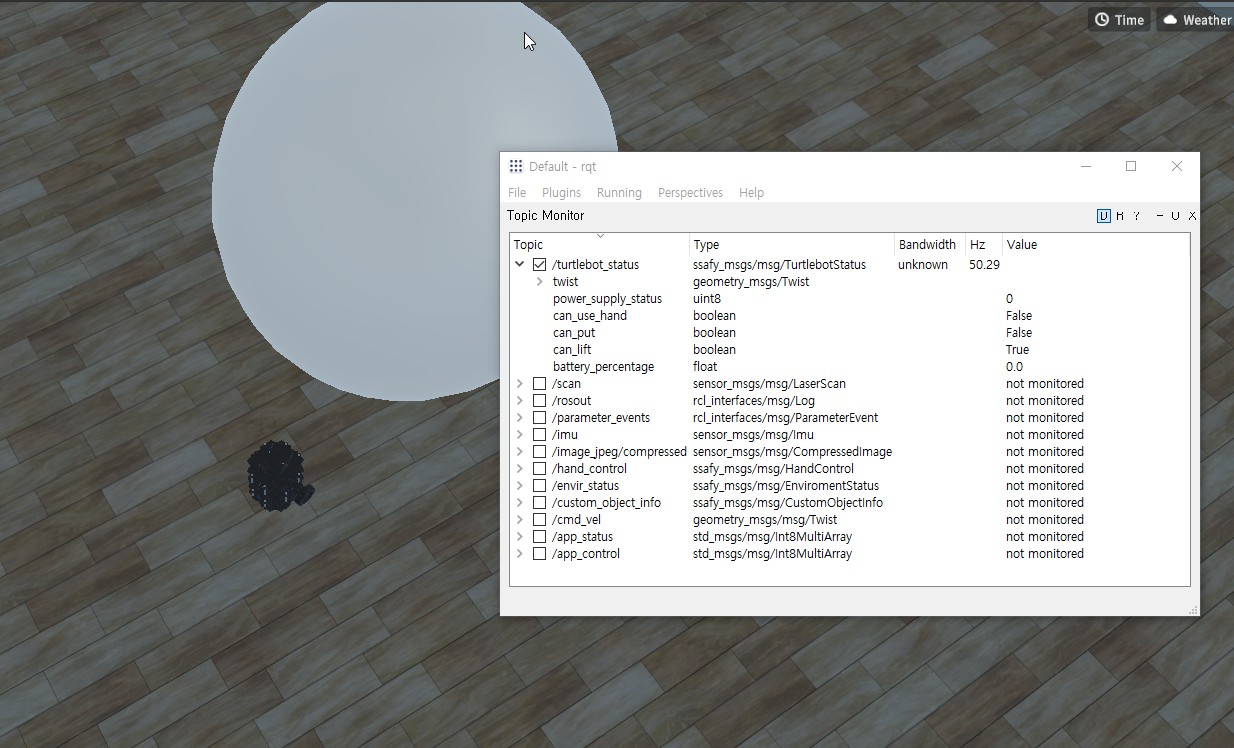 Time Weather
Default - rqt
File Plugins Running Perspectives Help
Topic Monitor
D ? - X
Topic Type Bandwidth Hz Value
/turtlebot_status ssafy_msgs/msg/TurtlebotStatus unknown 50.29
twist geometry_msgs/Twist
power_supply_status uint8 0
can_use_hand boolean False
can_put boolean False
can_lift boolean True
battery_percentage float 0.0
/scan sensor_msgs/msg/LaserScan not monitored
/rosout rcl_interfaces/msg/Log not monitored
/parameter_events rcl_interfaces/msg/ParameterEvent not monitored
/imu sensor_msgs/msg/Imu not monitored
/image_jpeg/compressed sensor_msgs/msg/CompressedImage not monitored
/hand_control ssafy_msgs/msg/HandControl not monitored
/envir_status ssafy_msgs/msg/EnviromentStatus not monitored
/custom_object_info ssafy_msgs/msg/CustomObjectInfo not monitored
/cmd_vel geometry_msgs/msg/Twist not monitored
/app_status std_msgs/msg/Int8MultiArray not monitored
/app_control std_msgs/msg/Int8MultiArray not monitored